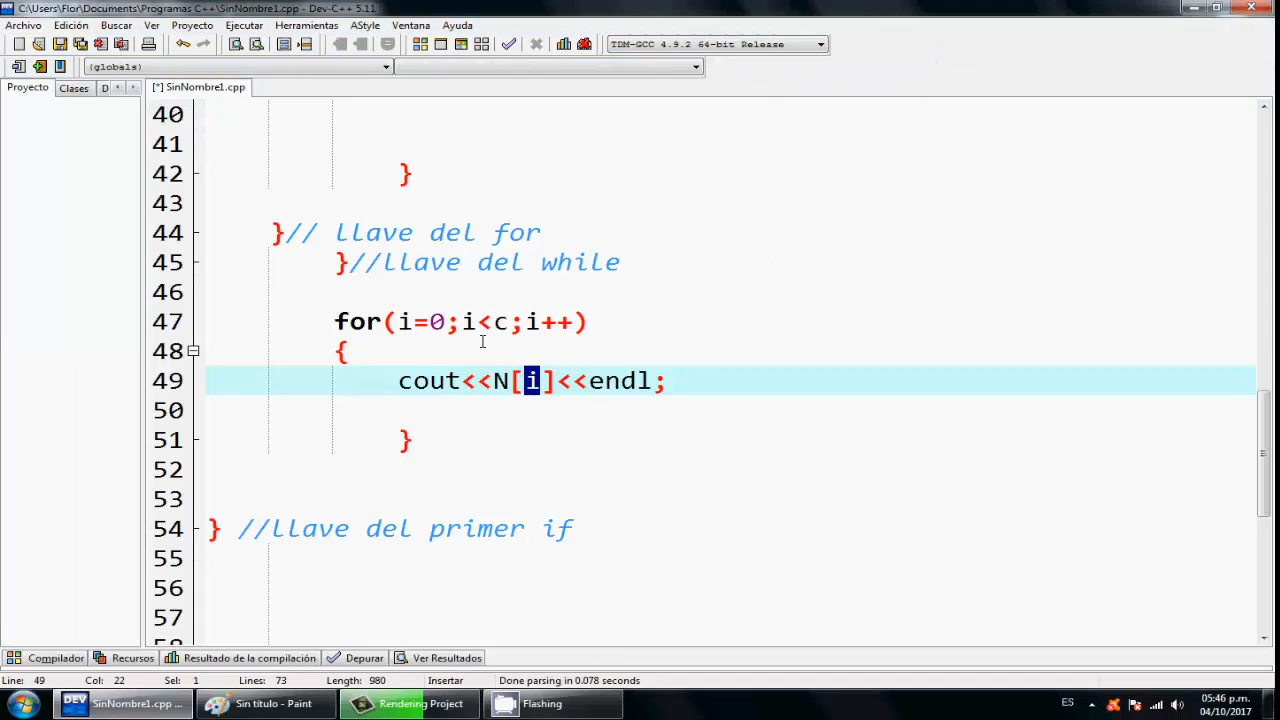 C:\Users\Flor\Documents\Programas C++\SinNombre1.cpp - Dev-C++ 5.11
Archivo Edición Buscar Ver Proyecto Ejecutar Herramientas AStyle Ventana Ayuda
TDM-GCC 4.9.2 64-bit Release
(globals)
Proyecto Clases D [*] SinNombre1.cpp
40
41
42 }
43
44 }// llave del for
45 }//llave del while
46
47 for(i=0;i<c;i++)
48 {
49 cout<<N[i]<<endl;
50
51 }
52
53
54 } //llave del primer if
55
56
57
58
Compilador Recursos Resultado de la compilación Depurar Ver Resultados
Line: 49 Col: 22 Sel: 1 Lines: 73 Length: 980 Insertar Done parsing in 0.078 seconds
DEV SinNombre1.cpp ... Sin título - Paint Rendering Project Flashing ES 05:46 p.m.
04/10/2017